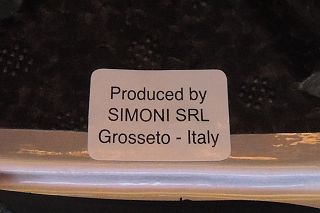 Produced by
SIMONI SRL
Grosseto - Italy